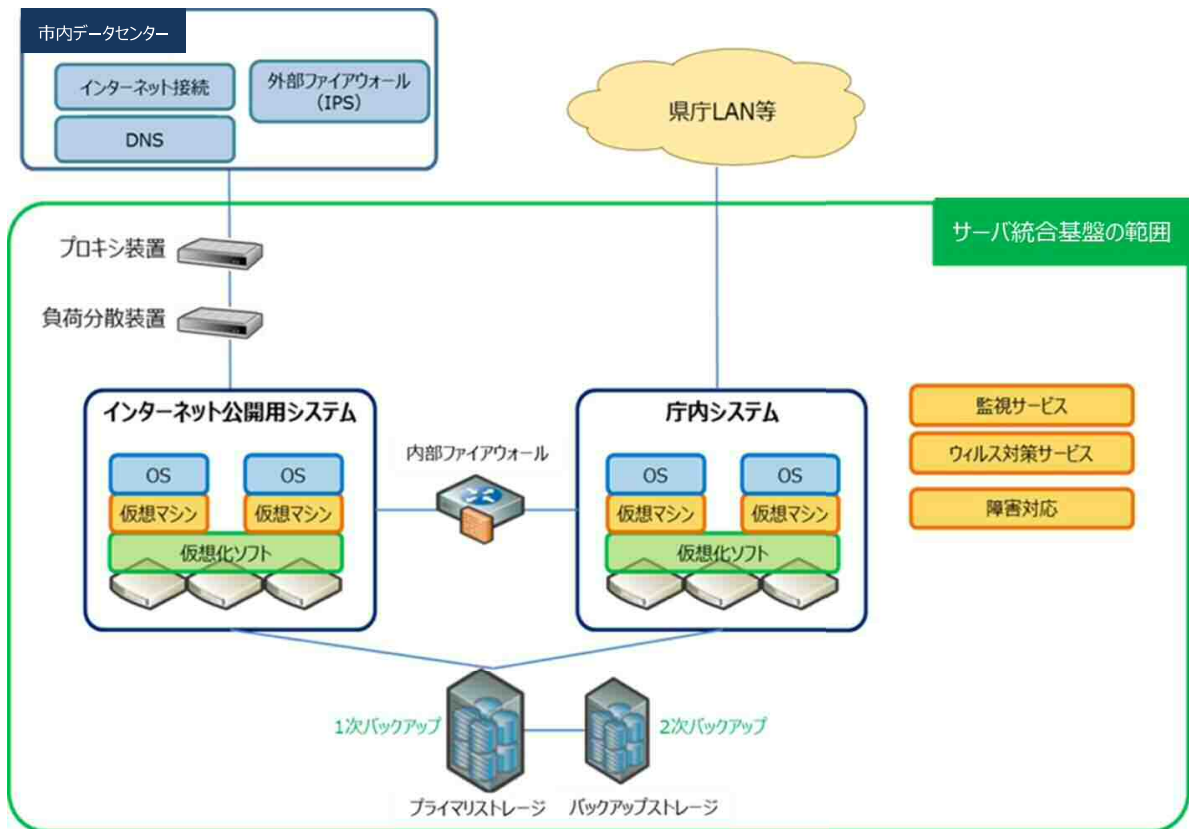 市内データセンター
インターネット接続
外部ファイアウォール
(IPS)
DNS
県庁LAN等
サーバ統合基盤の範囲
プロキシ装置
負荷分散装置
インターネット公開用システム
OS
OS
仮想マシン
仮想マシン
仮想化ソフト
内部ファイアウォール
庁内システム
OS
OS
仮想マシン
仮想マシン
仮想化ソフト
監視サービス
ウィルス対策サービス
障害対応
1次バックアップ
2次バックアップ
プライマリストレージ
バックアップストレージ